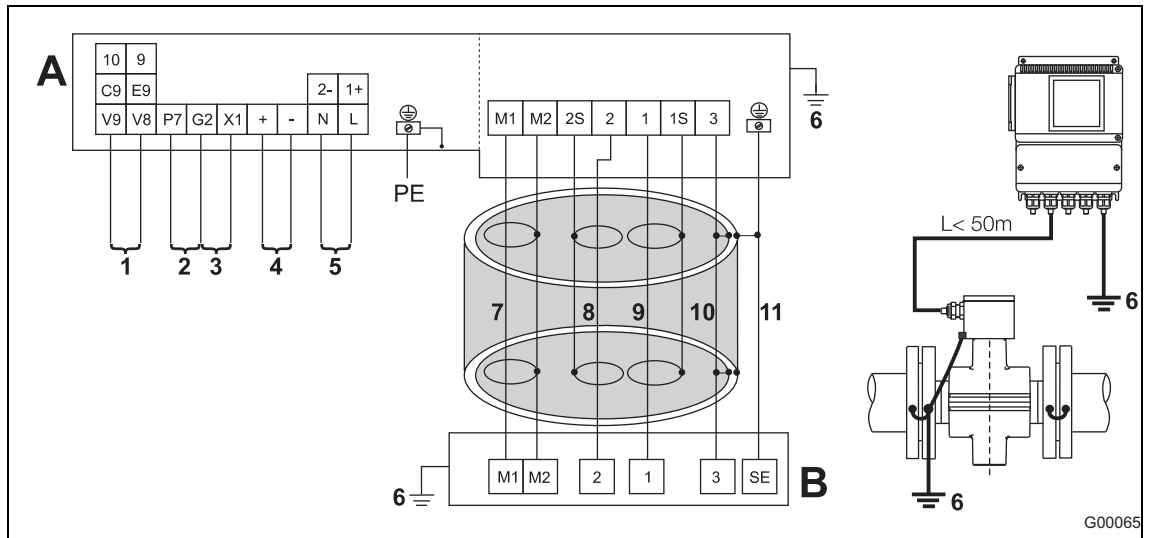 A
10 9
C9 E9 2- 1+
V9 V8 P7 G2 X1 + - N L
M1 M2 2S 2 1 1S 3
6
PE
1 2 3 4 5
7 8 9 10 11
M1 M2 2 1 3 SE
B
6
L< 50m
6
6
G00065